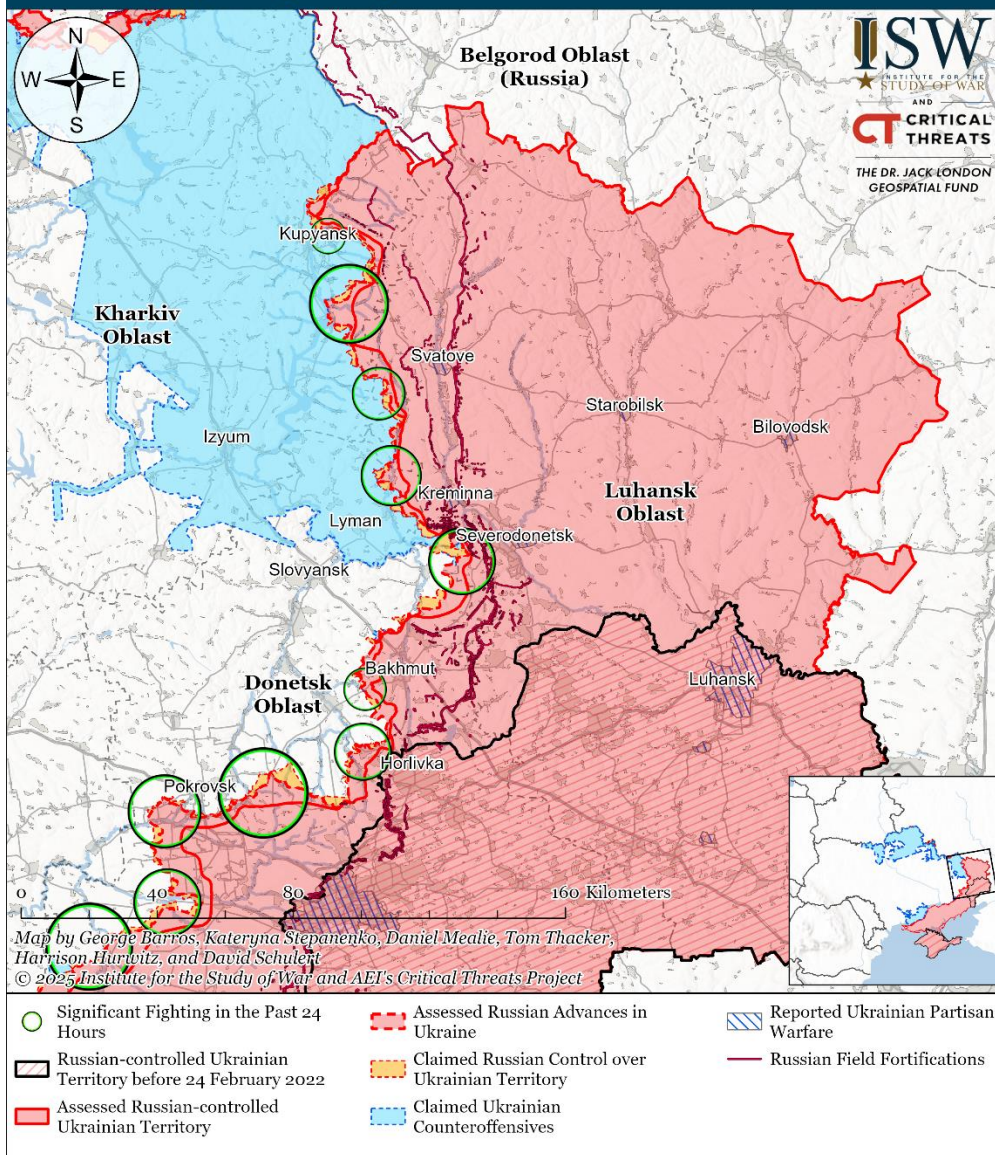 N
W
E
S
Belgorod Oblast
(Russia)
ISW
INSTITUTE FOR THE
STUDY OF WAR
AND
CT CRITICAL
THREATS
THE DR. JACK LONDON
GEOSPATIAL FUND
Kupyansk
Kharkiv
Oblast
Svatove
Starobilsk
Bilovodsk
Izyum
Kreminna
Luhansk
Oblast
Lyman
Severodonetsk
Slovyansk
Bakhmut
Luhansk
Donetsk
Oblast
Horlivka
Pokrovsk
0
40
80
160 Kilometers
Map by George Barros, Kateryna Stepanenko, Daniel Mealie, Tom Thacker,
Harrison Hurwitz, and David Schulert
© 2025 Institute for the Study of War and AEI's Critical Threats Project
Significant Fighting in the Past 24
Hours
Russian-controlled Ukrainian
Territory before 24 February 2022
Assessed Russian-controlled
Ukrainian Territory
Assessed Russian Advances in
Ukraine
Claimed Russian Control over
Ukrainian Territory
Claimed Ukrainian
Counteroffensives
Reported Ukrainian Partisan
Warfare
Russian Field Fortifications